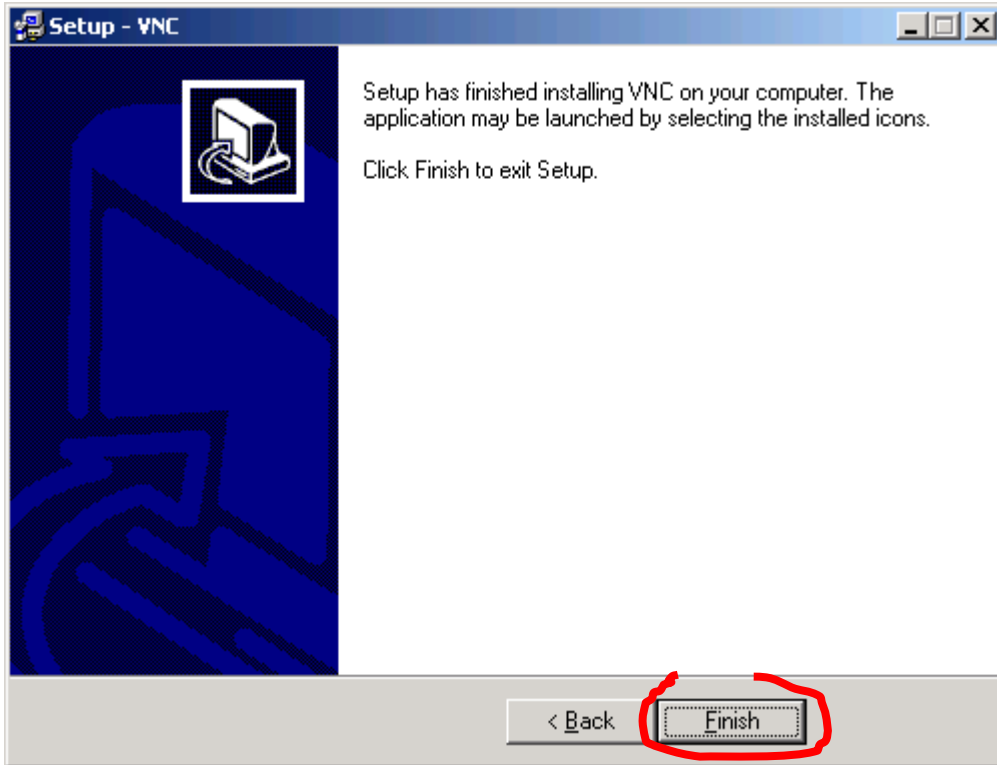 Setup - VNC
Setup has finished installing VNC on your computer. The
application may be launched by selecting the installed icons.
Click Finish to exit Setup.
< Back
Finish